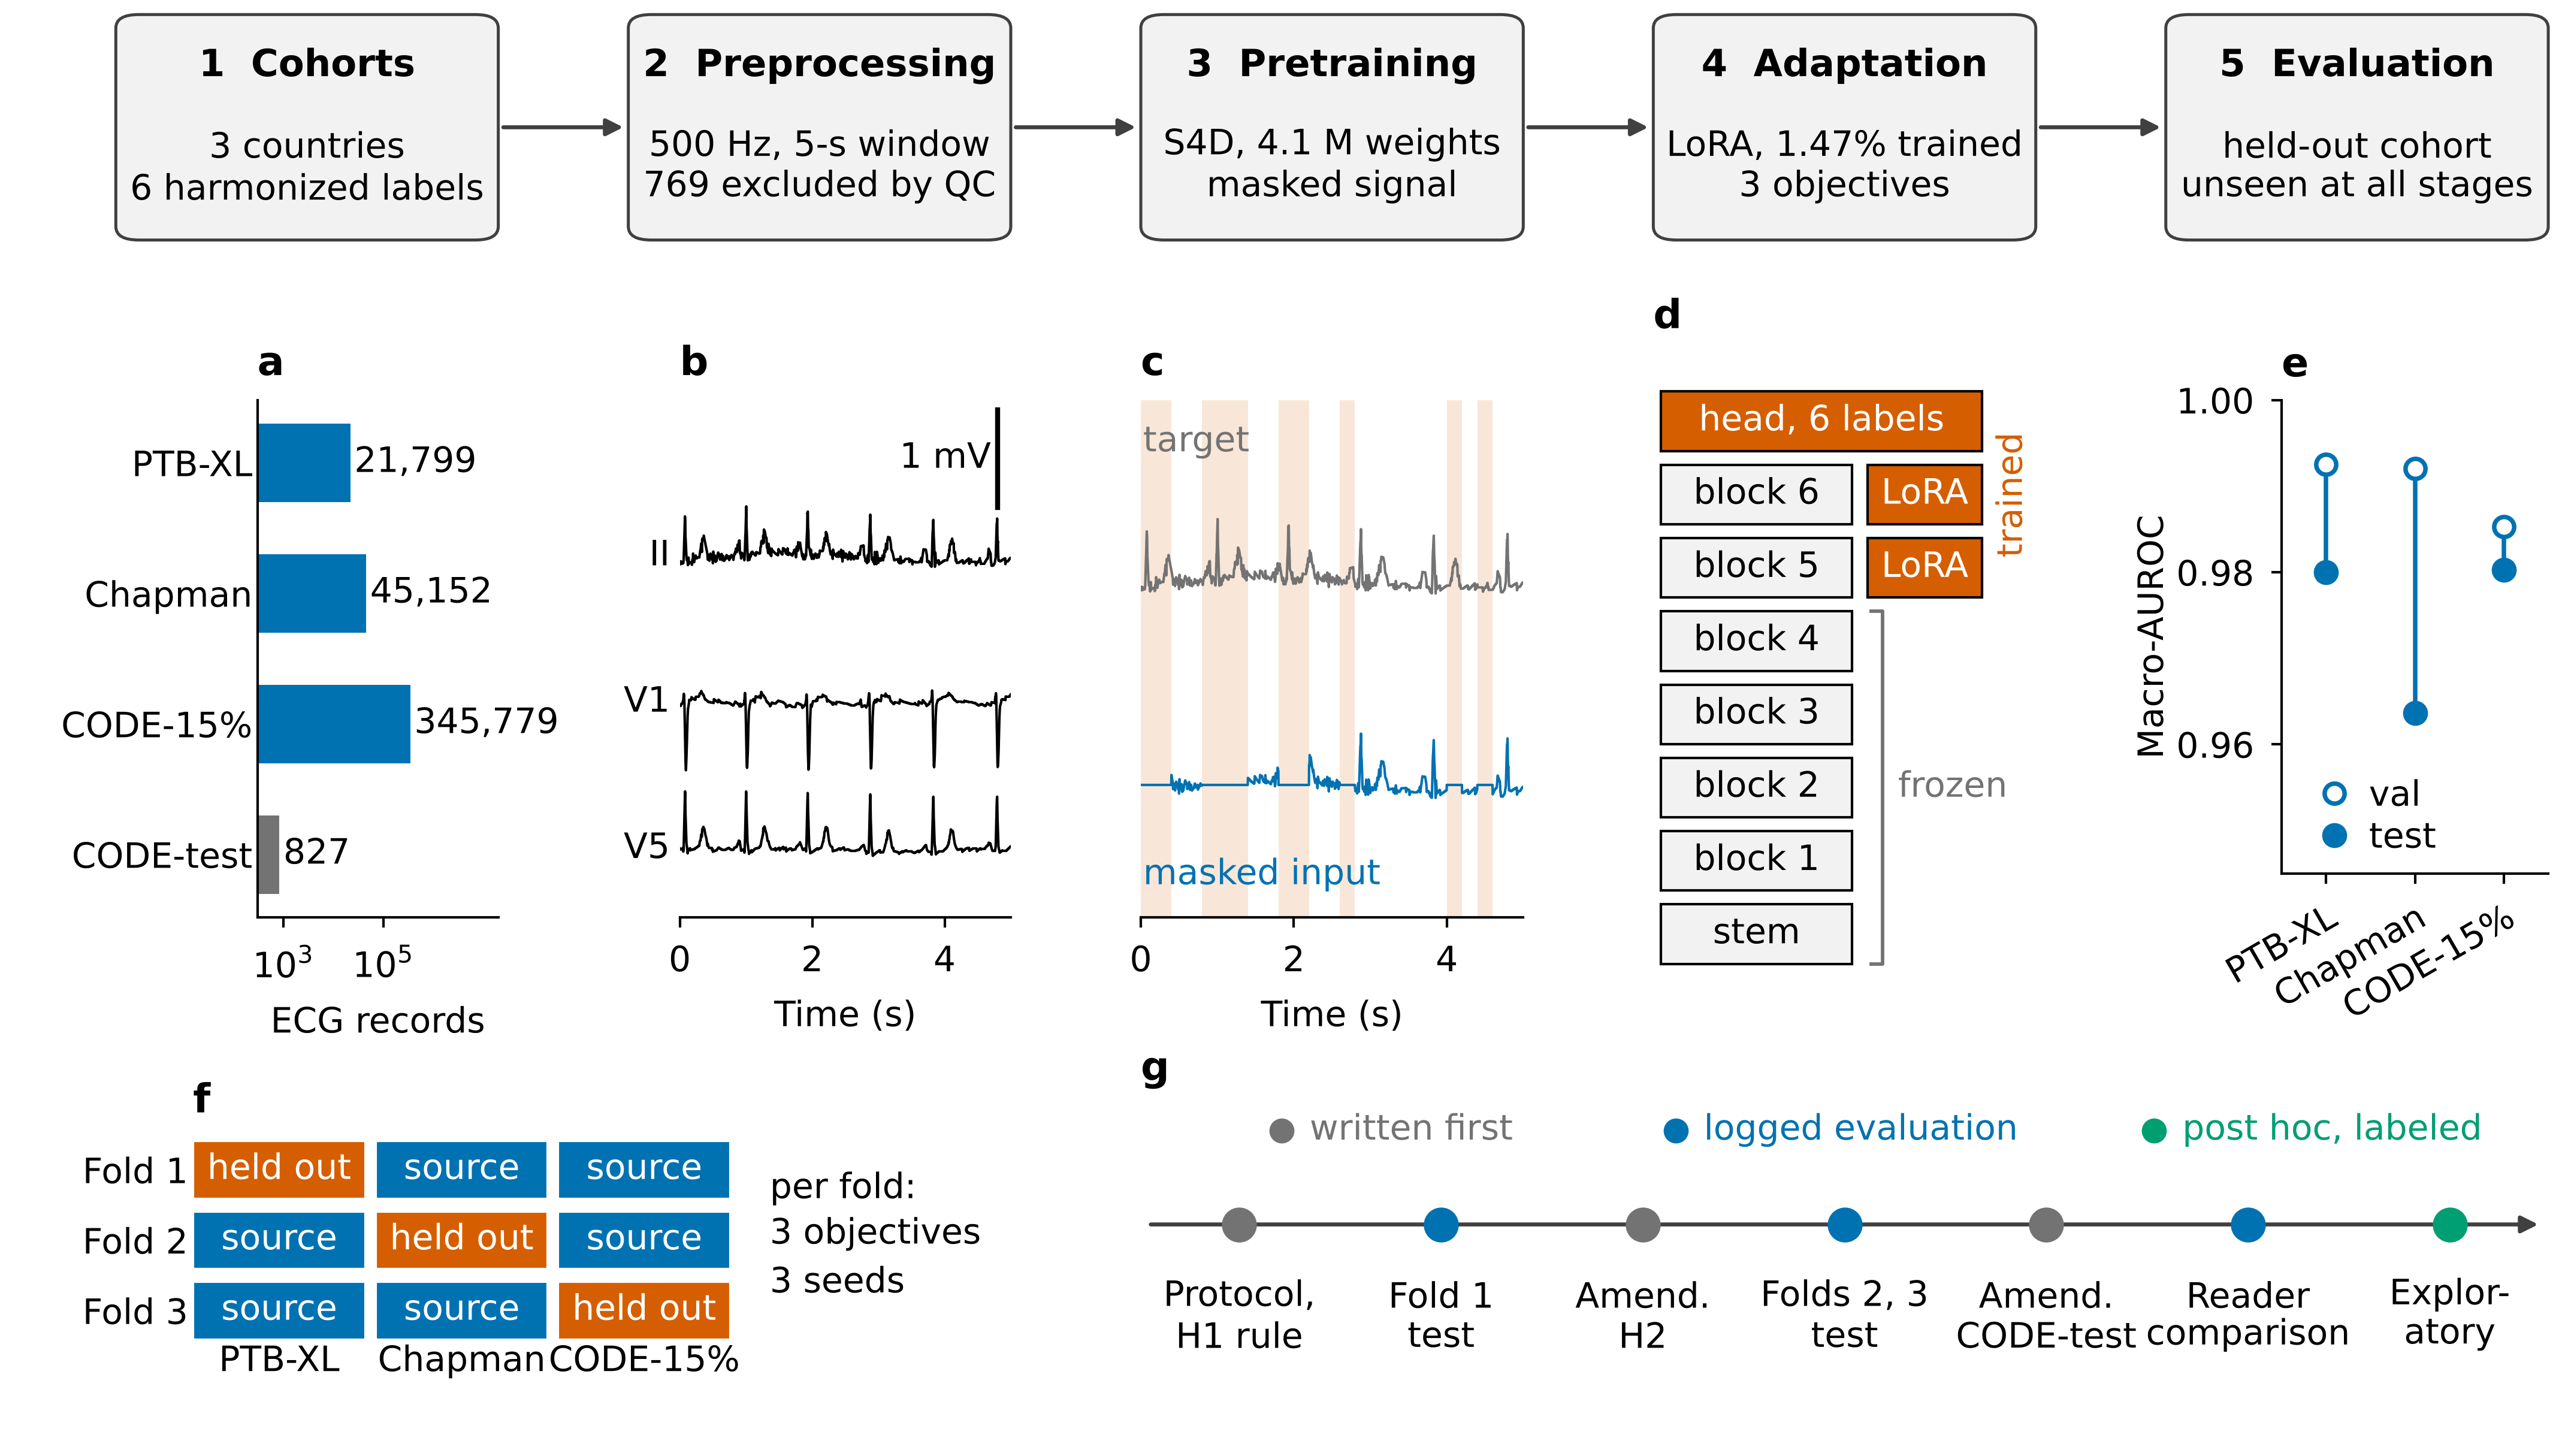 1 Cohorts
3 countries
6 harmonized labels
2 Preprocessing
500 Hz, 5-s window
769 excluded by QC
3 Pretraining
S4D, 4.1 M weights
masked signal
4 Adaptation
LoRA, 1.47% trained
3 objectives
5 Evaluation
held-out cohort
unseen at all stages
a
PTB-XL
21,799
Chapman
45,152
CODE-15%
345,779
CODE-test
827
10³
10⁵
ECG records
b
1 mV
II
V1
V5
0
2
4
Time (s)
c
target
masked input
0
2
4
Time (s)
d
head, 6 labels
block 6
LoRA
block 5
LoRA
trained
block 4
block 3
block 2
block 1
stem
frozen
e
Macro-AUROC
1.00
0.98
0.96
val
test
PTB-XL
Chapman
CODE-15%
f
Fold 1
held out
source
source
Fold 2
source
held out
source
Fold 3
source
source
held out
PTB-XL
Chapman
CODE-15%
per fold:
3 objectives
3 seeds
g
written first
logged evaluation
post hoc, labeled
Protocol,
H1 rule
Fold 1
test
Amend.
H2
Folds 2, 3
test
Amend.
CODE-test
Reader
comparison
Explor-
atory